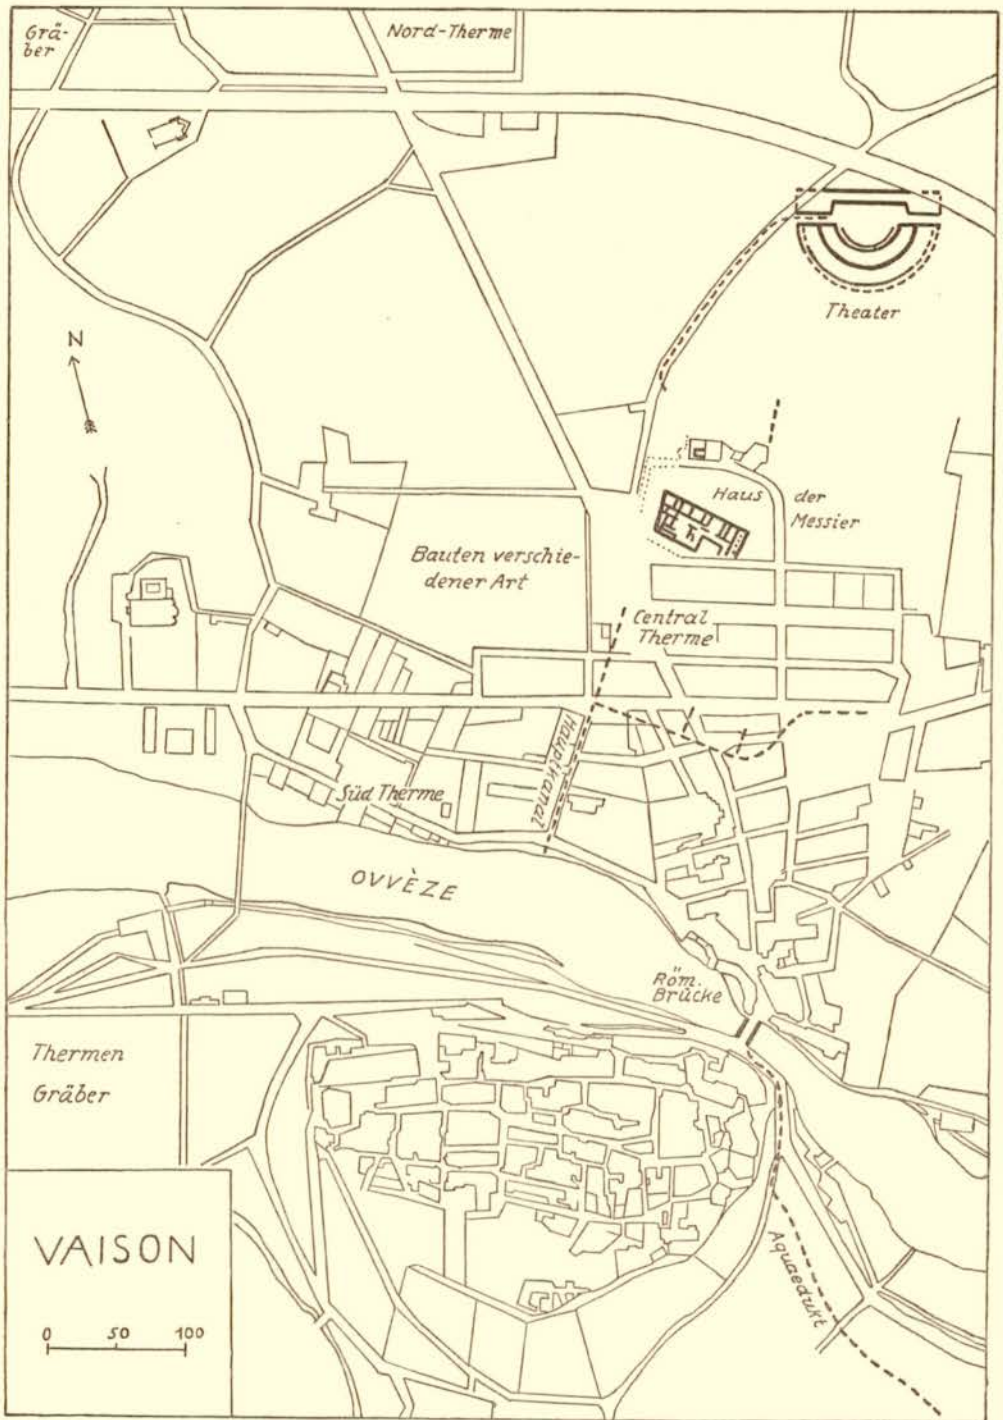 Grä-
ber
Nord-Therme
Theater
N
Haus der
Messier
Bauten verschie-
dener Art
Central
Therme
Hauptkanal
Süd Therme
OVVÈZE
Röm.
Brücke
Thermen
Gräber
VAISON
0 50 100
Aquaedukt